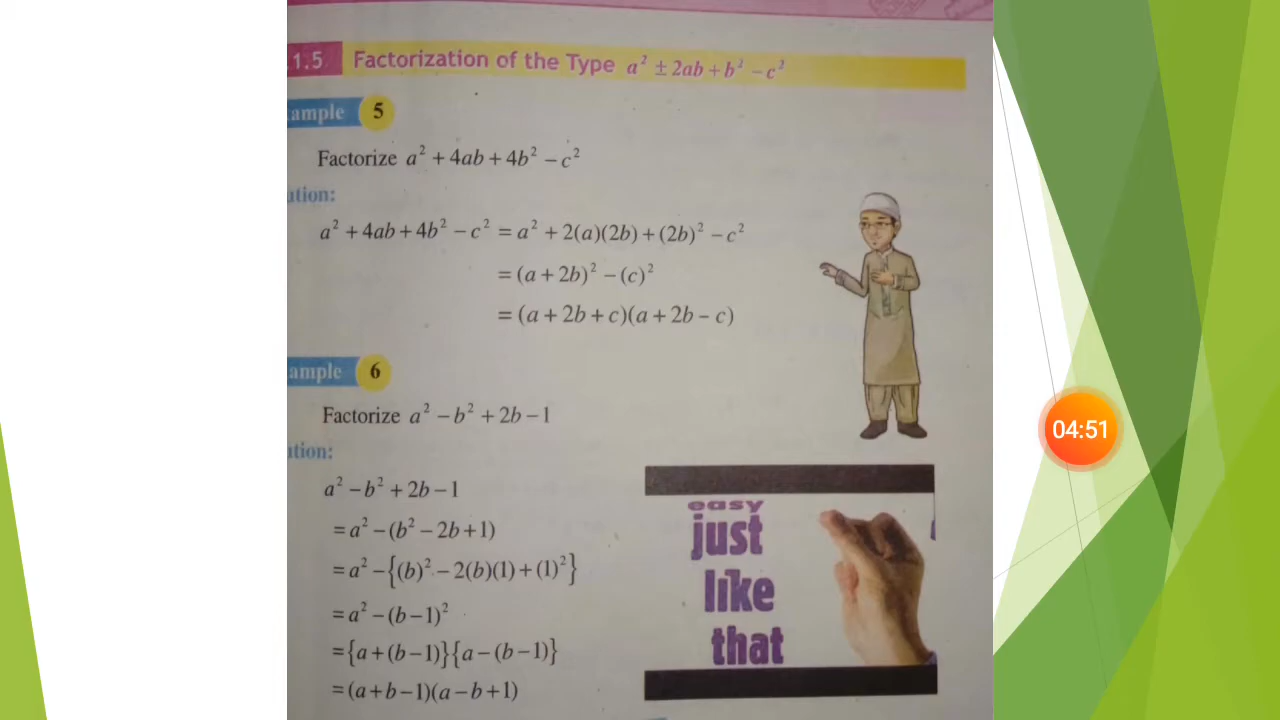 1.5 Factorization of the Type a² ± 2ab + b² − c²
ample 5
Factorize a² + 4ab + 4b² − c²
ution:
a² + 4ab + 4b² − c² = a² + 2(a)(2b) + (2b)² − c²
= (a + 2b)² − (c)²
= (a + 2b + c)(a + 2b − c)
ample 6
Factorize a² − b² + 2b − 1
ution:
a² − b² + 2b − 1
= a² − (b² − 2b + 1)
= a² − {(b)² − 2(b)(1) + (1)²}
= a² − (b − 1)²
= {a + (b − 1)}{a − (b − 1)}
= (a + b − 1)(a − b + 1)
easy
just
like
that
04:51